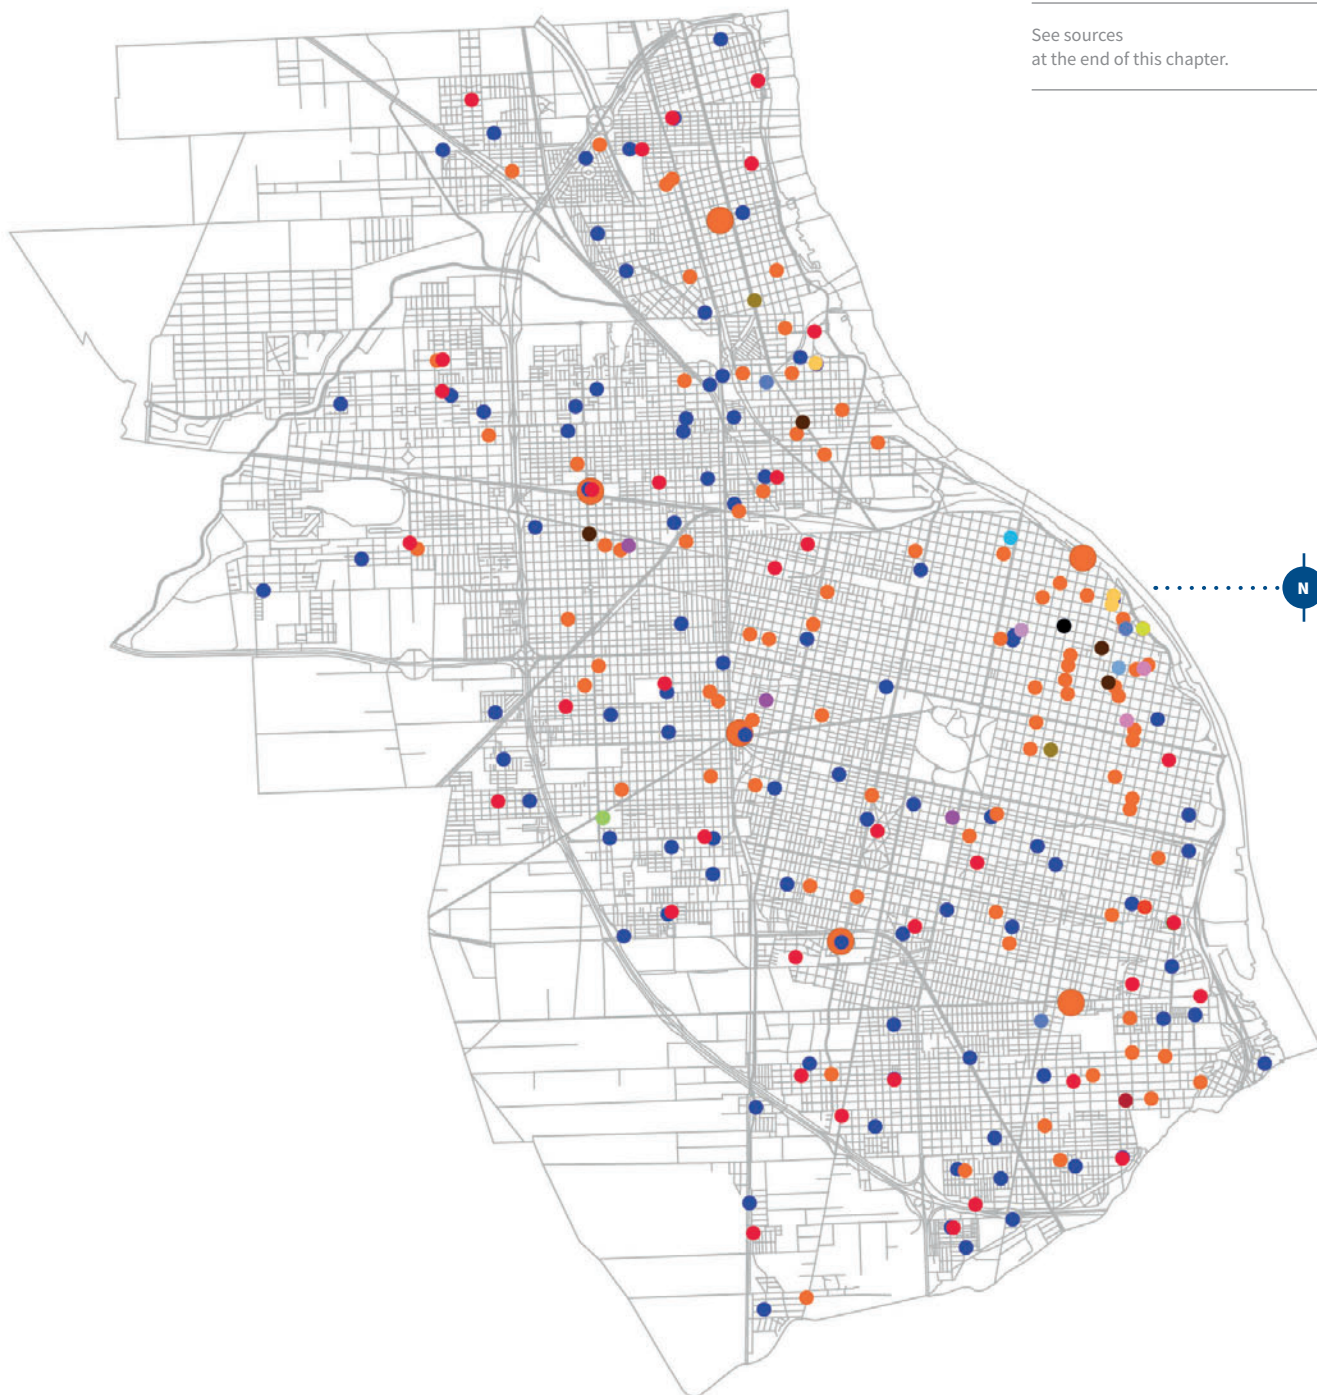 See sources
at the end of this chapter.
N